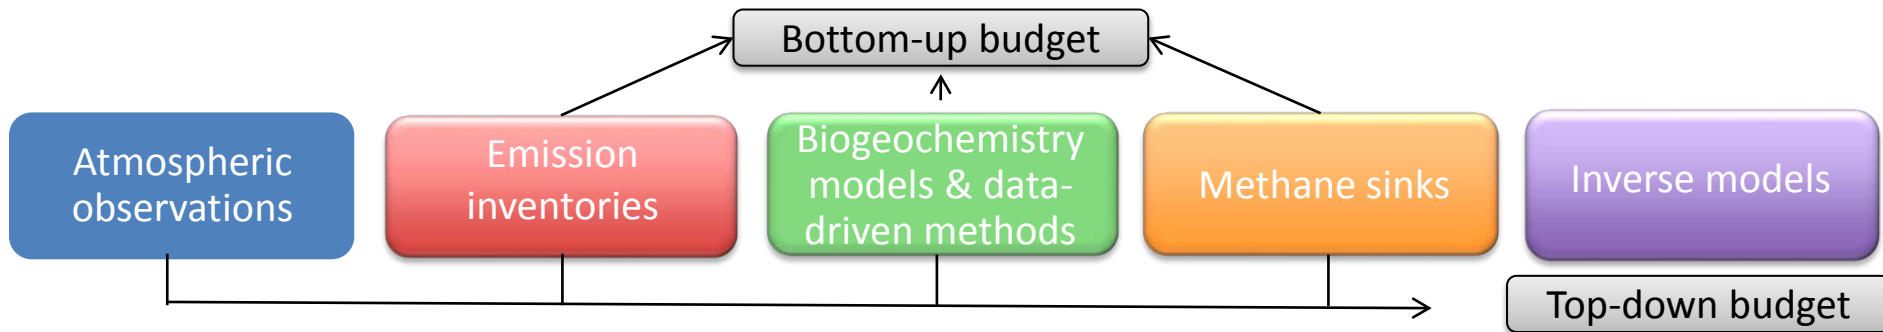 Bottom-up budget
Atmospheric
observations
Emission
inventories
Biogeochemistry
models & data-
driven methods
Methane sinks
Inverse models
Top-down budget